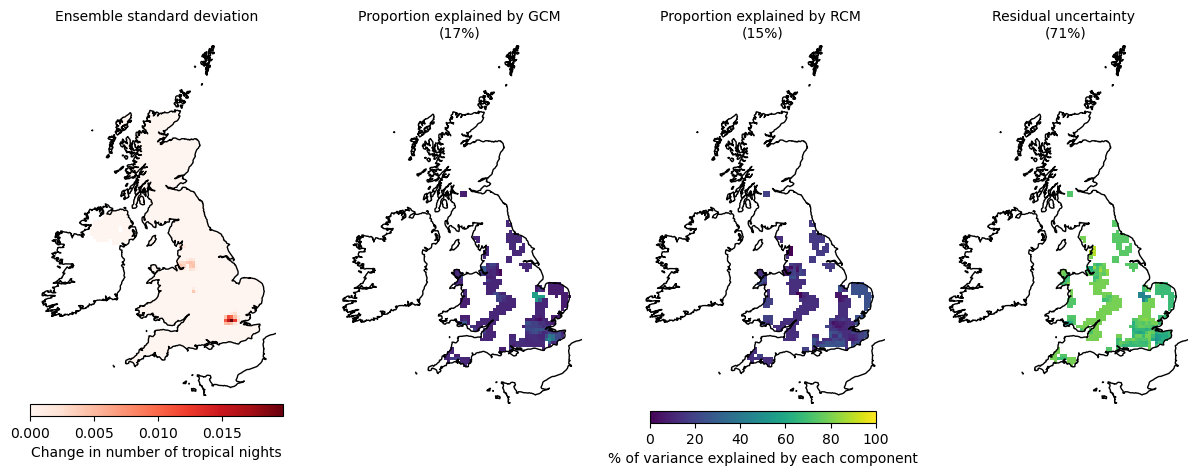 Ensemble standard deviation
Proportion explained by GCM
(17%)
Proportion explained by RCM
(15%)
Residual uncertainty
(71%)
0.000 0.005 0.010 0.015
Change in number of tropical nights
0 20 40 60 80 100
% of variance explained by each component